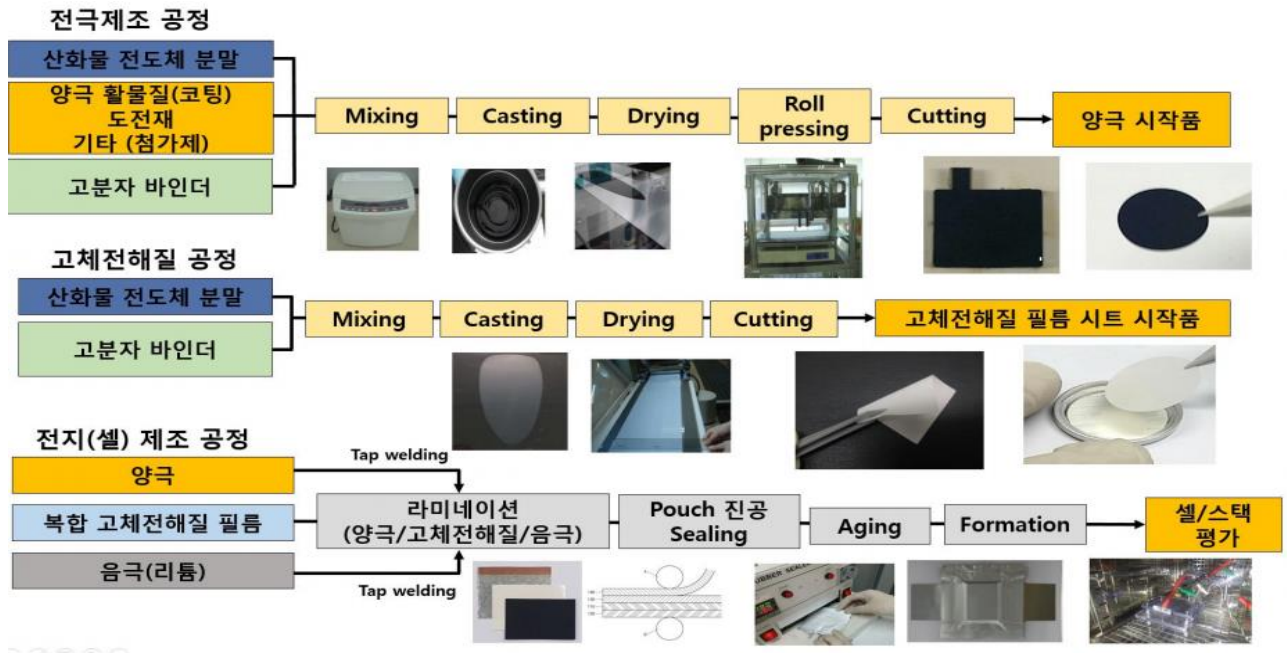 전극제조 공정
산화물 전도체 분말
양극 활물질(코팅)
도전재
기타 (첨가제)
고분자 바인더
Mixing
Casting
Drying
Roll
pressing
Cutting
양극 시작품
고체전해질 공정
산화물 전도체 분말
고분자 바인더
Mixing
Casting
Drying
Cutting
고체전해질 필름 시트 시작품
전지(셀) 제조 공정
양극
복합 고체전해질 필름
음극(리튬)
Tap welding
Tap welding
라미네이션
(양극/고체전해질/음극)
Pouch 진공
Sealing
Aging
Formation
셀/스택
평가